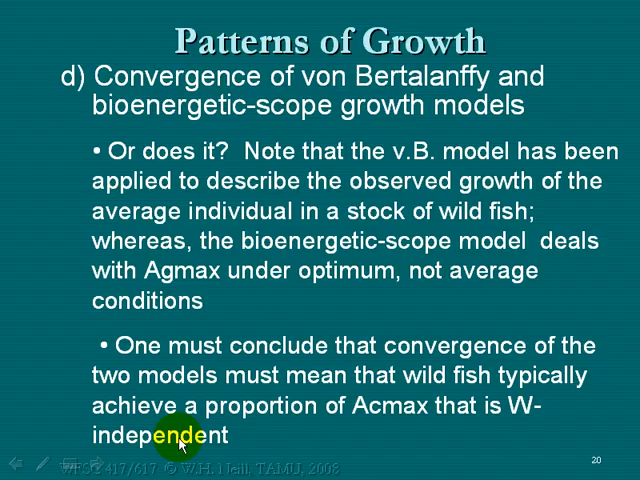 Patterns of Growth
d) Convergence of von Bertalanffy and
bioenergetic-scope growth models
• Or does it? Note that the v.B. model has been
applied to describe the observed growth of the
average individual in a stock of wild fish;
whereas, the bioenergetic-scope model deals
with Agmax under optimum, not average
conditions
• One must conclude that convergence of the
two models must mean that wild fish typically
achieve a proportion of Acmax that is W-
independent
20
WFSC 417/617 © W.H. Neill, TAMU, 2008